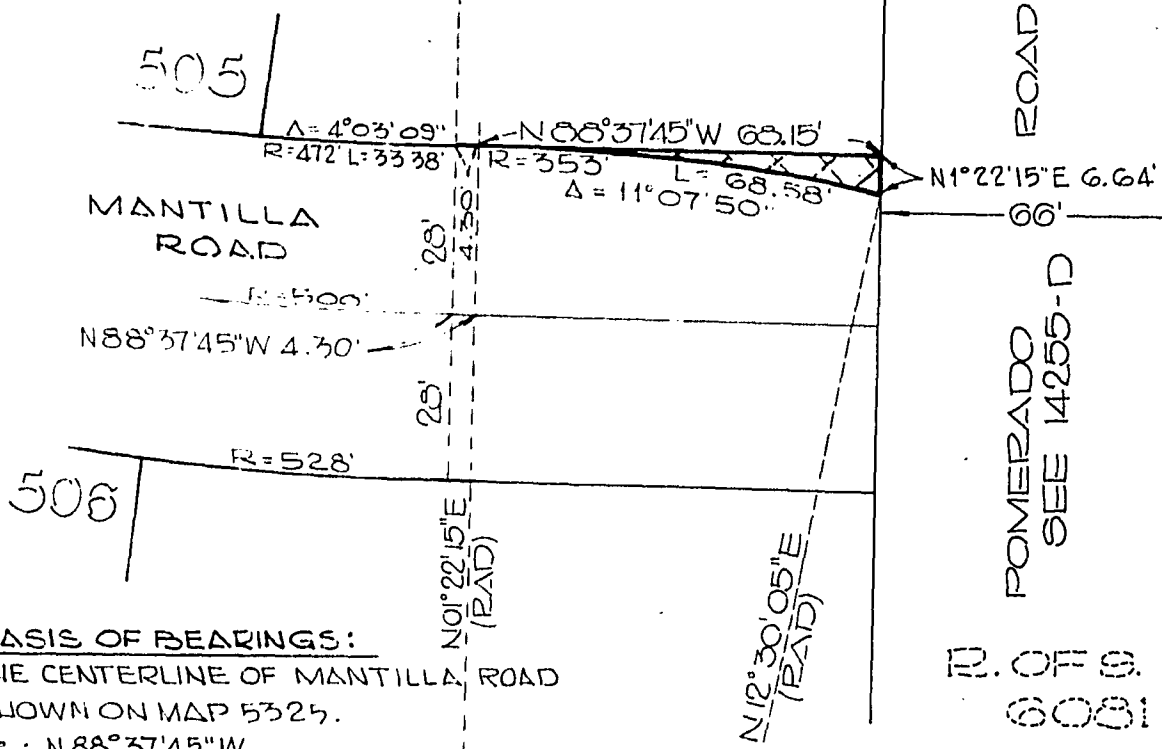 505
Δ= 4°03'09"
R=472' L=33.38'
N88°37'45"W 68.15'
R=353'
L= 68.58'
Δ = 11°07'50"
N1°22'15"E 6.64'
66'
ROAD
MANTILLA
ROAD
28'
4.30'
N88°37'45"W 4.30'
28'
R=528'
506
N01°22'15"E
(RAD)
N12°30'05"E
(RAD)
POMERADO
SEE 14255-D
ASIS OF BEARINGS:
CENTERLINE OF MANTILLA ROAD
ON MAP 5325.
N88°37'45"W
R. OF S.
6081